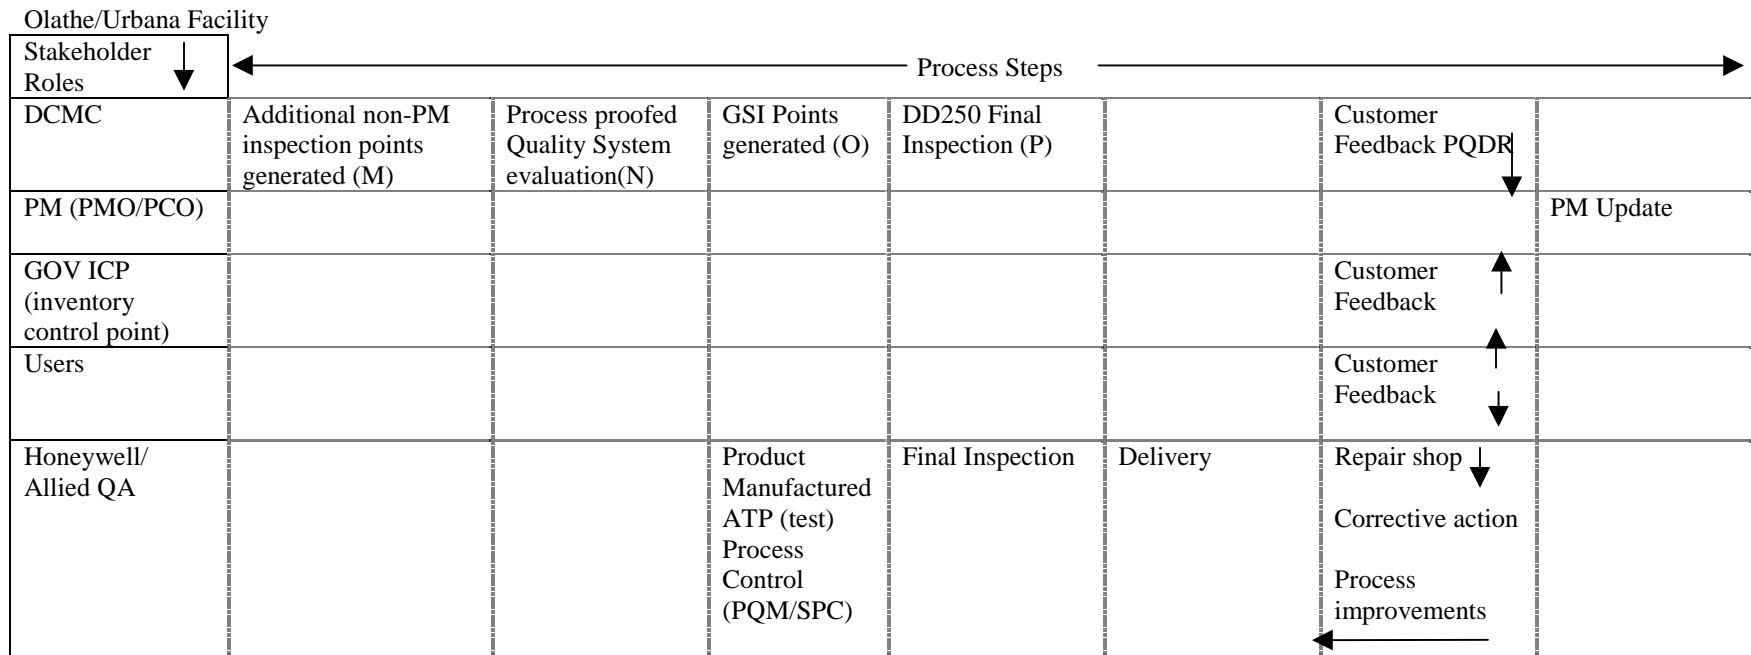 Olathe/Urbana Facility
Stakeholder
Roles
Process Steps
DCMC
Additional non-PM
inspection points
generated (M)
Process proofed
Quality System
evaluation(N)
GSI Points
generated (O)
DD250 Final
Inspection (P)
Customer
Feedback PQDR
PM (PMO/PCO)
PM Update
GOV ICP
(inventory
control point)
Customer
Feedback
Users
Customer
Feedback
Honeywell/
Allied QA
Product
Manufactured
ATP (test)
Process
Control
(PQM/SPC)
Final Inspection
Delivery
Repair shop
Corrective action
Process
improvements